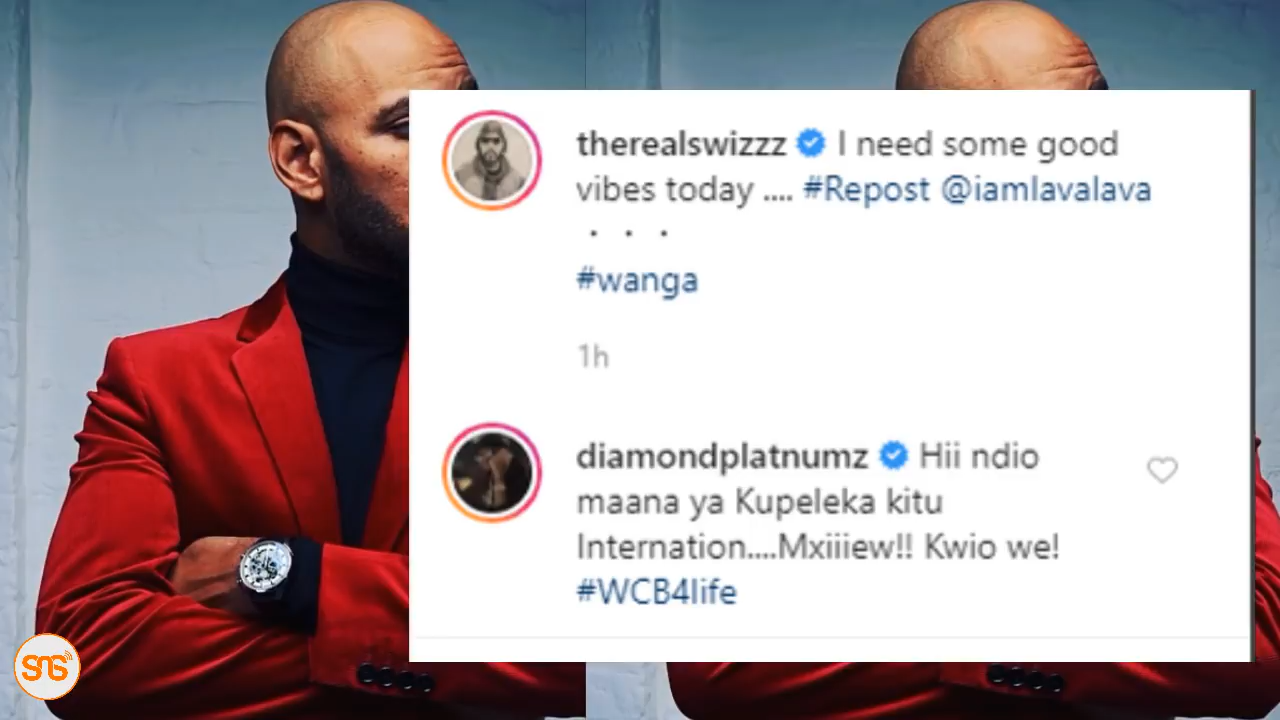 therealswizzz I need some good
vibes today .... #Repost @iamlavalava
• • •
#wanga
1h
diamondplatnumz Hii ndio
maana ya Kupeleka kitu
Internation....Mxiiiew!! Kwio we!
#WCB4life
SNS